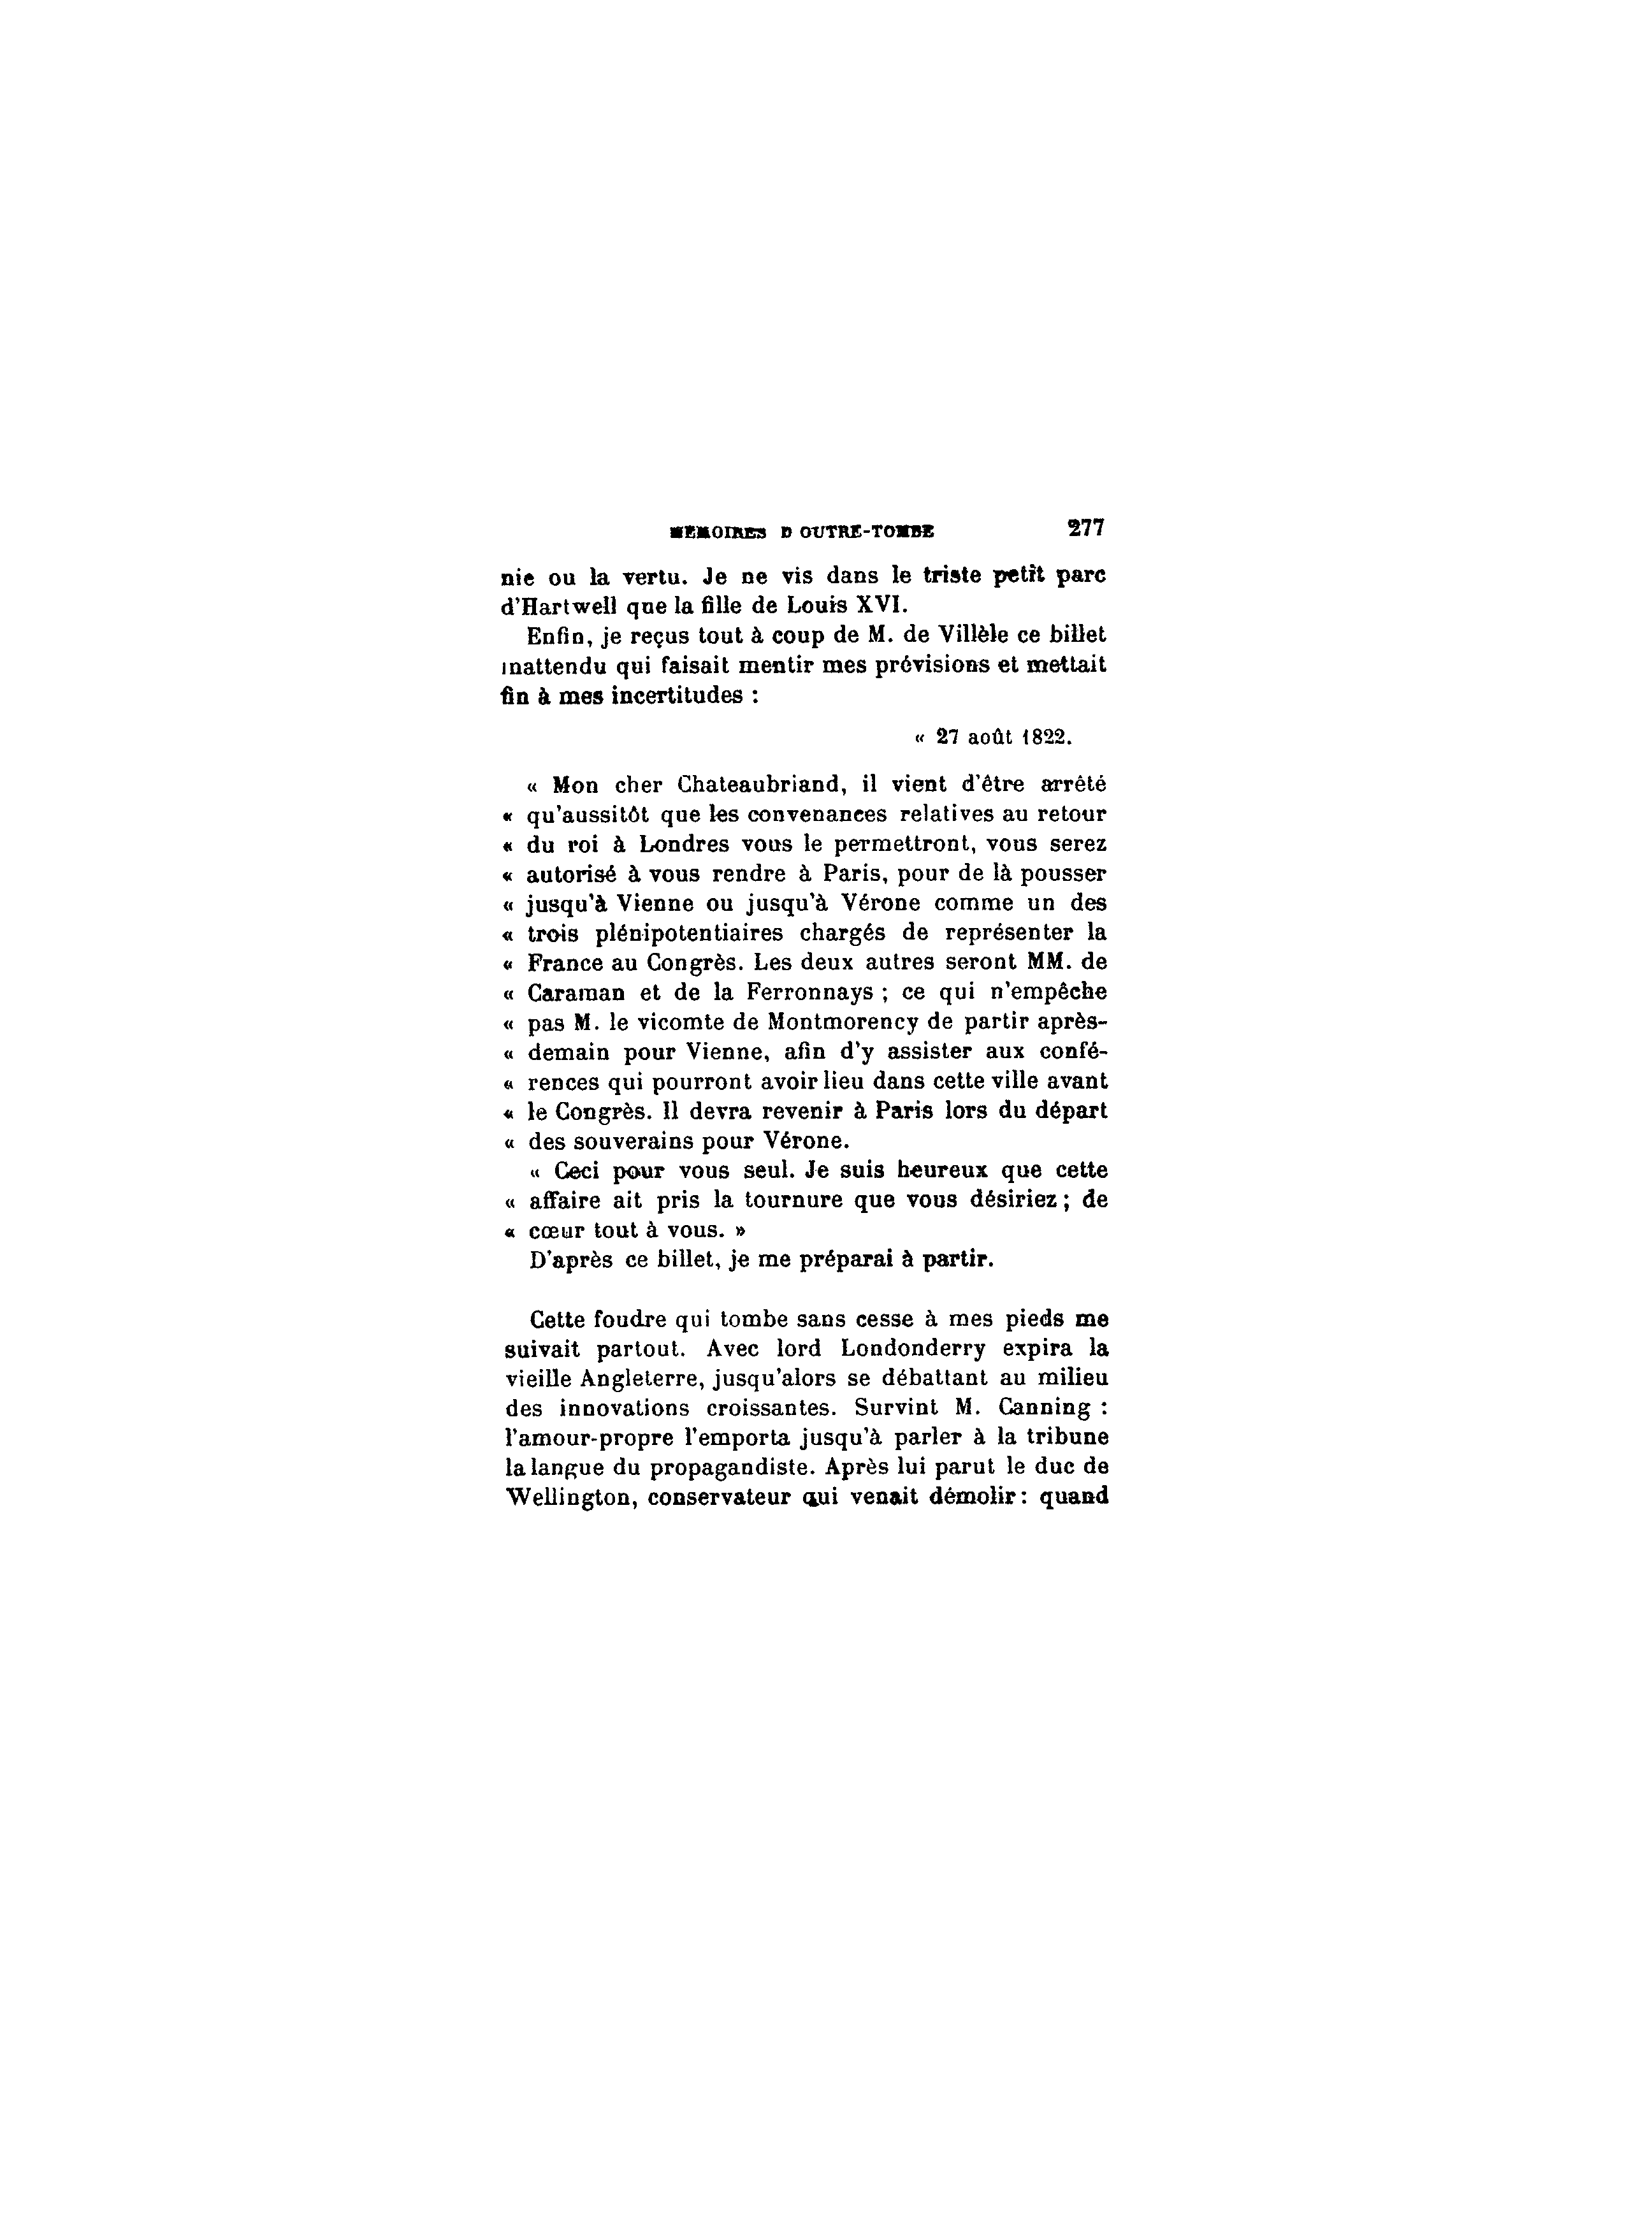 MEMOIRES D OUTRE-TOMBE 277
nie ou la vertu. Je ne vis dans le triste petit parc
d'Hartwell que la fille de Louis XVI.
Enfin, je reçus tout à coup de M. de Villèle ce billet
inattendu qui faisait mentir mes prévisions et mettait
fin à mes incertitudes :
« 27 août 1822.
« Mon cher Chateaubriand, il vient d'être arrêté
« qu'aussitôt que les convenances relatives au retour
« du roi à Londres vous le permettront, vous serez
« autorisé à vous rendre à Paris, pour de là pousser
« jusqu'à Vienne ou jusqu'à Vérone comme un des
« trois plénipotentiaires chargés de représenter la
« France au Congrès. Les deux autres seront MM. de
« Caraman et de la Ferronnays ; ce qui n'empêche
« pas M. le vicomte de Montmorency de partir après-
« demain pour Vienne, afin d'y assister aux confé-
« rences qui pourront avoir lieu dans cette ville avant
« le Congrès. Il devra revenir à Paris lors du départ
« des souverains pour Vérone.
« Ceci pour vous seul. Je suis heureux que cette
« affaire ait pris la tournure que vous désiriez ; de
« cœur tout à vous. »
D'après ce billet, je me préparai à partir.
Cette foudre qui tombe sans cesse à mes pieds me
suivait partout. Avec lord Londonderry expira la
vieille Angleterre, jusqu'alors se débattant au milieu
des innovations croissantes. Survint M. Canning :
l'amour-propre l'emporta jusqu'à parler à la tribune
la langue du propagandiste. Après lui parut le duc de
Wellington, conservateur qui venait démolir : quand